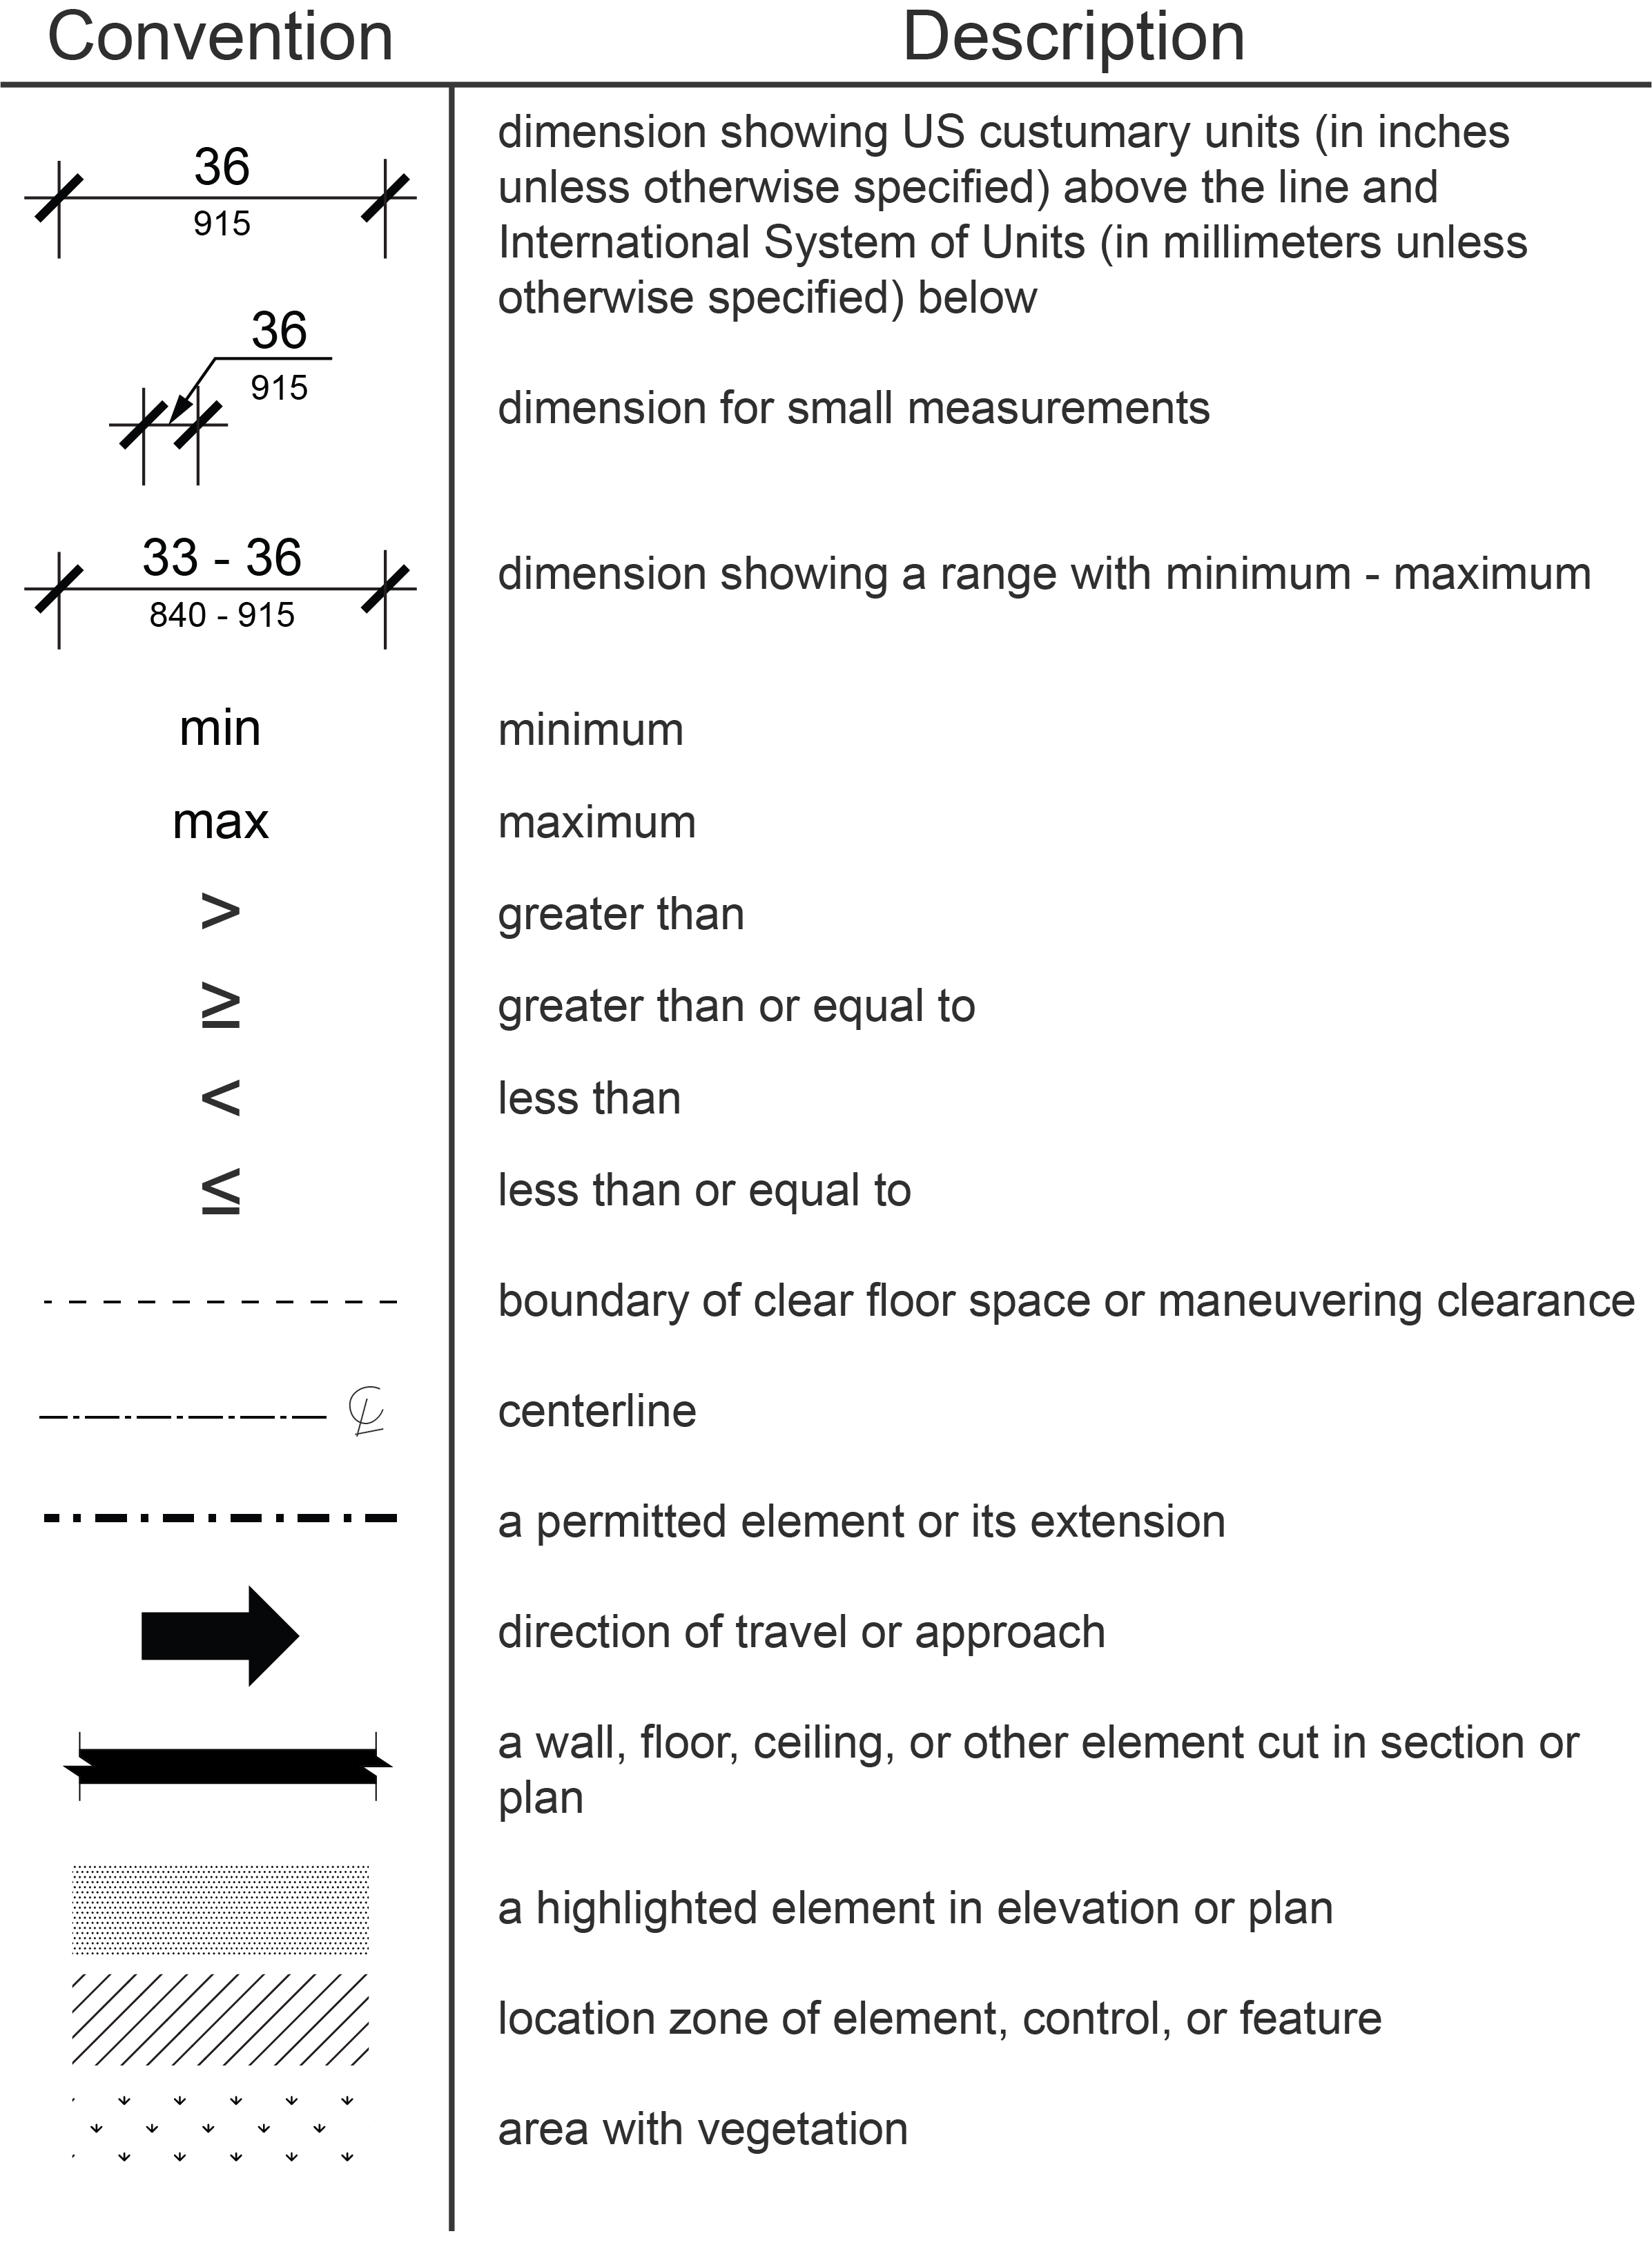 Convention Description
36
915
dimension showing US custumary units (in inches
unless otherwise specified) above the line and
International System of Units (in millimeters unless
otherwise specified) below
36
915
dimension for small measurements
33 - 36
840 - 915
dimension showing a range with minimum - maximum
min minimum
max maximum
> greater than
≥ greater than or equal to
< less than
≤ less than or equal to
boundary of clear floor space or maneuvering clearance
℄ centerline
a permitted element or its extension
direction of travel or approach
a wall, floor, ceiling, or other element cut in section or
plan
a highlighted element in elevation or plan
location zone of element, control, or feature
area with vegetation